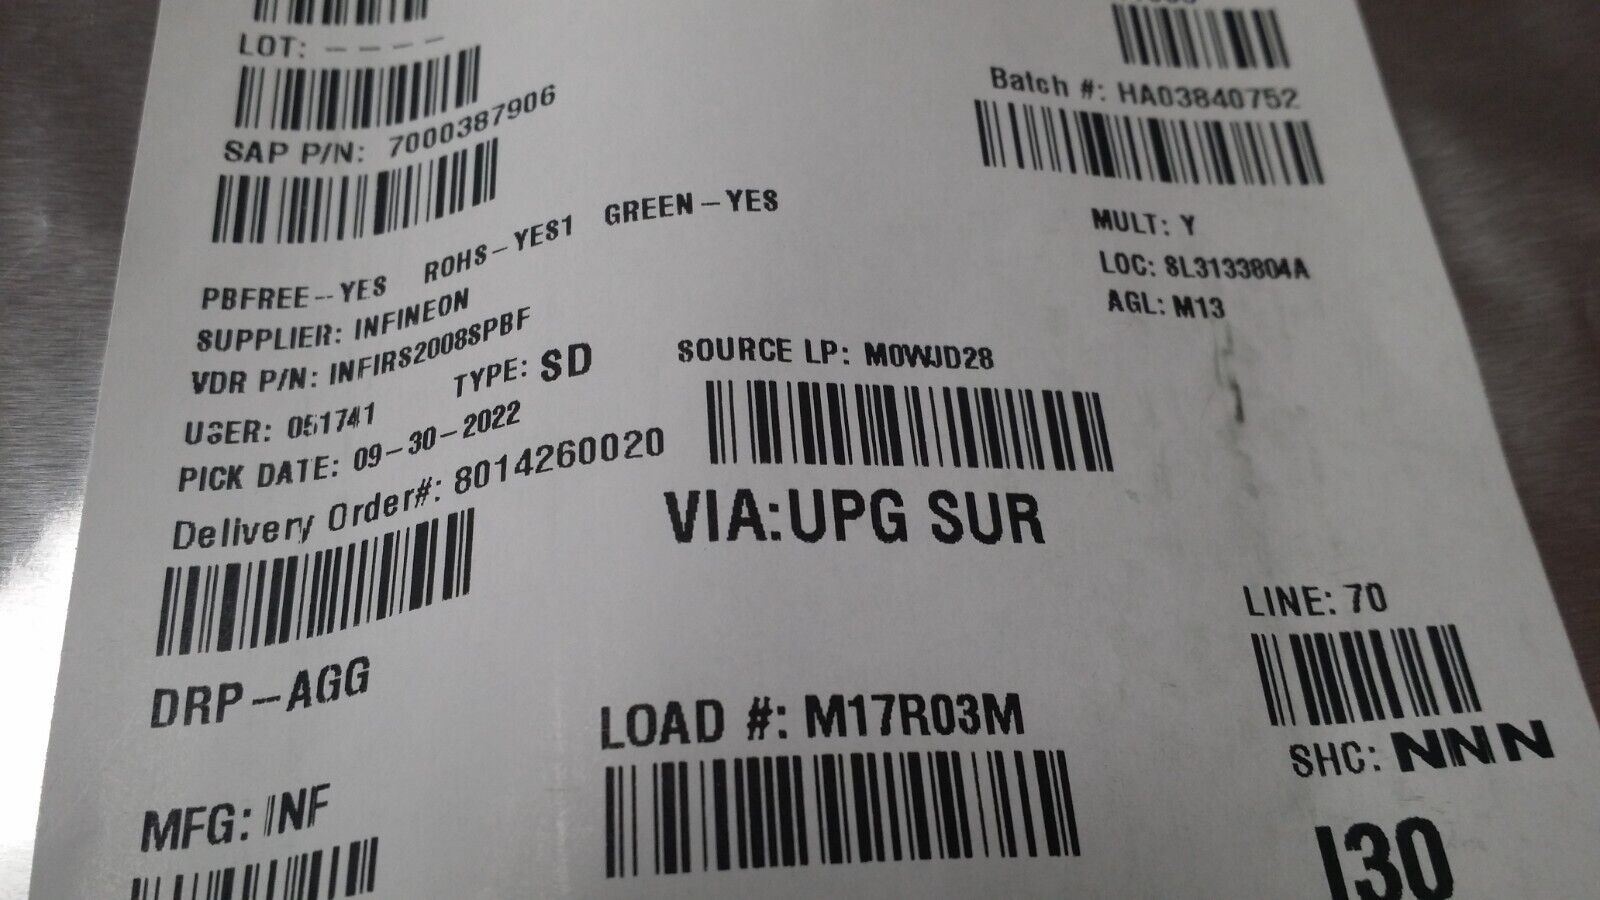 LOT: ----
Batch #: HA03840752
SAP P/N: 7000387906
PBFREE--YES ROHS-YES1 GREEN-YES
MULT: Y
SUPPLIER: INFINEON
LOC: 8L3133804A
VDR P/N: INFIRS2008SPBF
AGL: M13
USER: 051741 TYPE: SD
SOURCE LP: M0WJD28
PICK DATE: 09-30-2022
Delivery Order#: 8014260020
VIA:UPG SUR
LINE: 70
DRP-AGG
LOAD #: M17R03M
SHC: NNN
MFG: INF
130